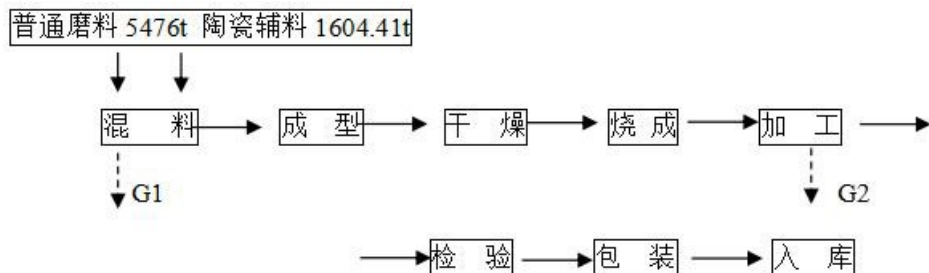 普通磨料 5476t 陶瓷辅料 1604.41t
混 料 成 型 干 燥 烧 成 加 工
G1 G2
检 验 包 装 入 库